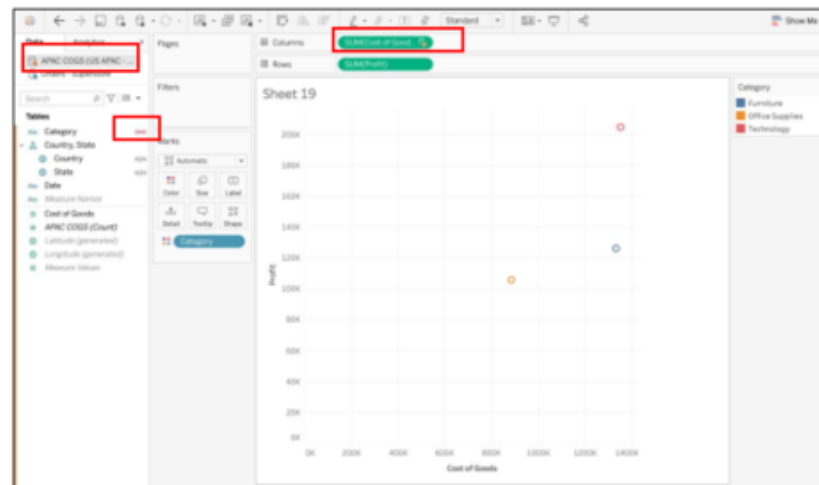 Standard
Show Me
Data
Analytics
Pages
Columns
SUM(Cost of Good..
APAC COGS (US APAC - ...
Orders - Superstore
Rows
SUM(Profit)
Search
Filters
Sheet 19
Category
Furniture
Office Supplies
Technology
Tables
Abc Category
Country, State
Country
State
Abc Date
Abc Measure Names
Cost of Goods
APAC COGS (Count)
Latitude (generated)
Longitude (generated)
Measure Values
Marks
Automatic
Color Size Label
Detail Tooltip Shape
Category
Profit
200K
180K
160K
140K
120K
100K
80K
60K
40K
20K
0K
0K 200K 400K 600K 800K 1000K 1200K 1400K
Cost of Goods